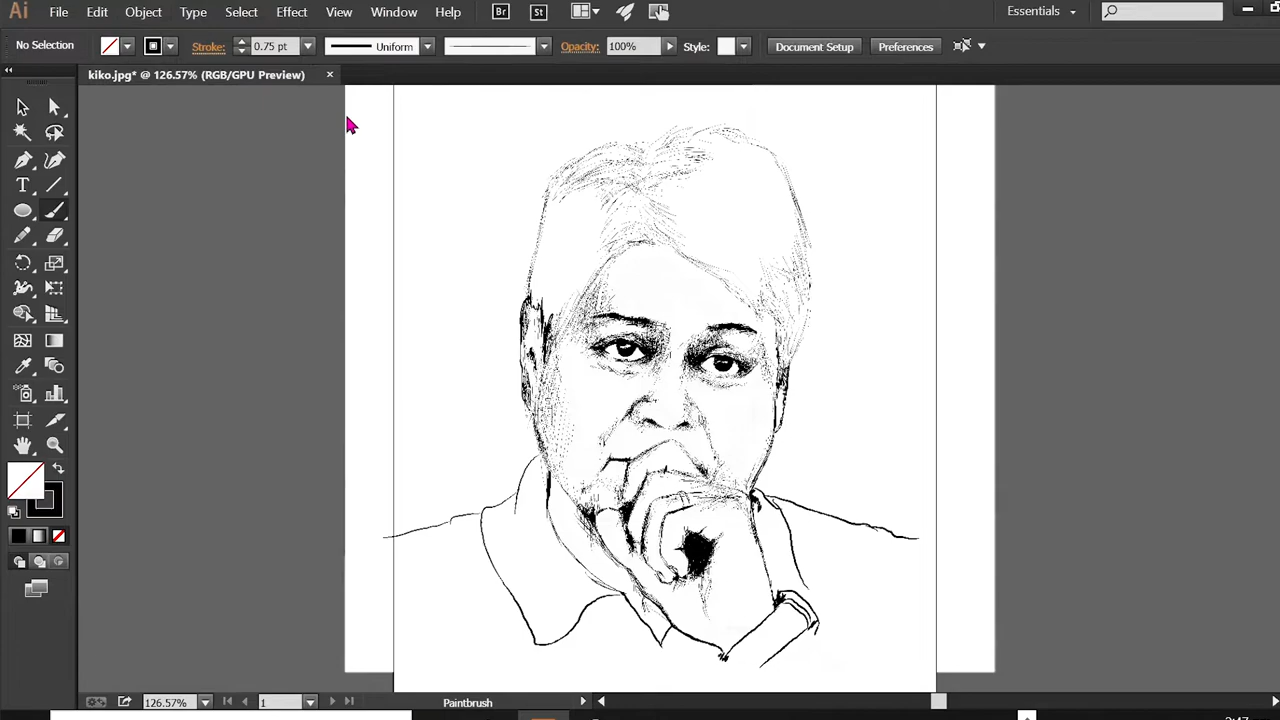 Ai File Edit Object Type Select Effect View Window Help Br St Essentials
No Selection Stroke: 0.75 pt Uniform Opacity: 100% Style: Document Setup Preferences
kiko.jpg* @ 126.57% (RGB/GPU Preview) ×
T
126.57% 1 Paintbrush